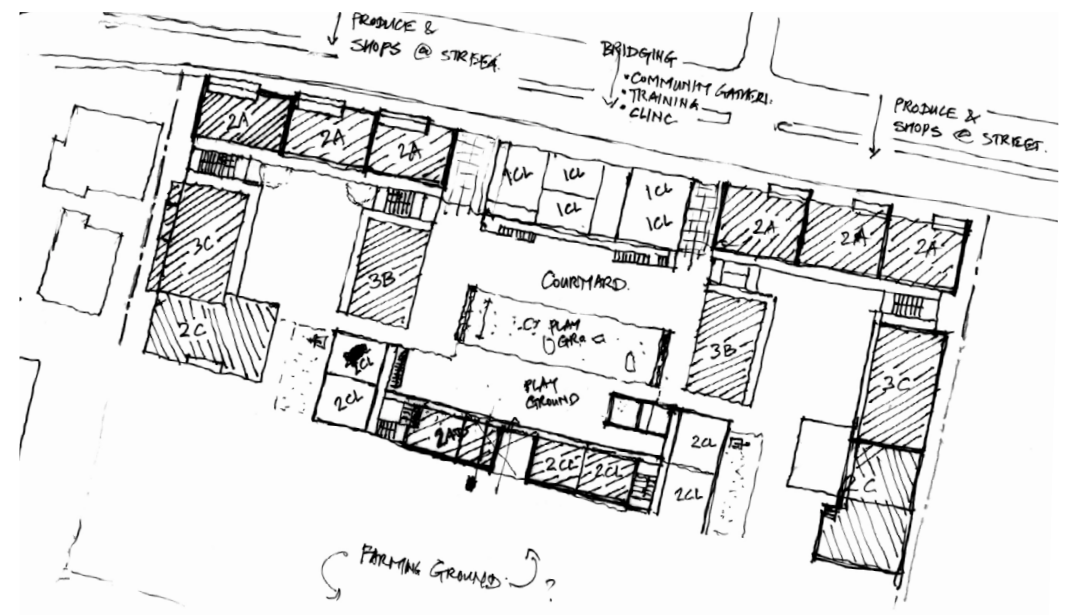 PRODUCE &
SHOPS @ STREET.
BRIDGING
• COMMUNITY GATHERI.
• TRAINING
• CLINC
PRODUCE &
SHOPS @ STREET.
2A
2A
2A
1CL
1CL
1CL
1CL
1CL
2A
2A
2A
3C
3B
COURTYARD.
PLAY
3B
3C
2C
2CL
PLAY
GROUND
2CL
2CL
2CL
2CL
2CL
2C
FARMING GROUND
?